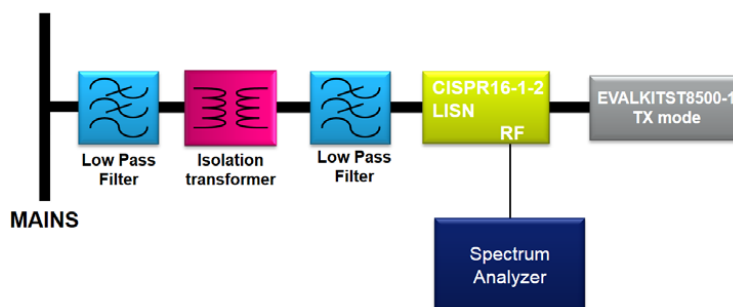 MAINS
Low Pass
Filter
Isolation
transformer
Low Pass
Filter
CISPR16-1-2
LISN
RF
EVALKITST8500-1
TX mode
Spectrum
Analyzer